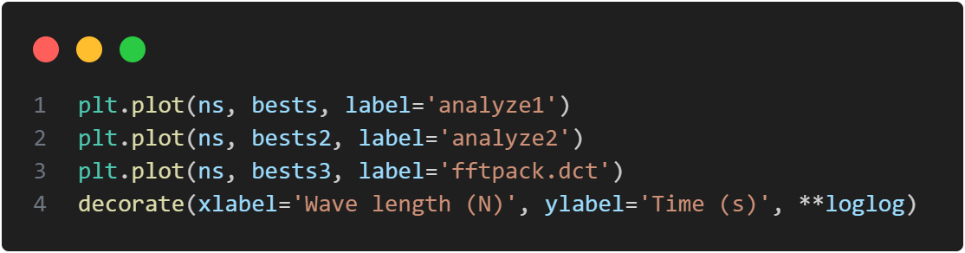 1 plt.plot(ns, bests, label='analyze1')
2 plt.plot(ns, bests2, label='analyze2')
3 plt.plot(ns, bests3, label='fftpack.dct')
4 decorate(xlabel='Wave length (N)', ylabel='Time (s)', **loglog)